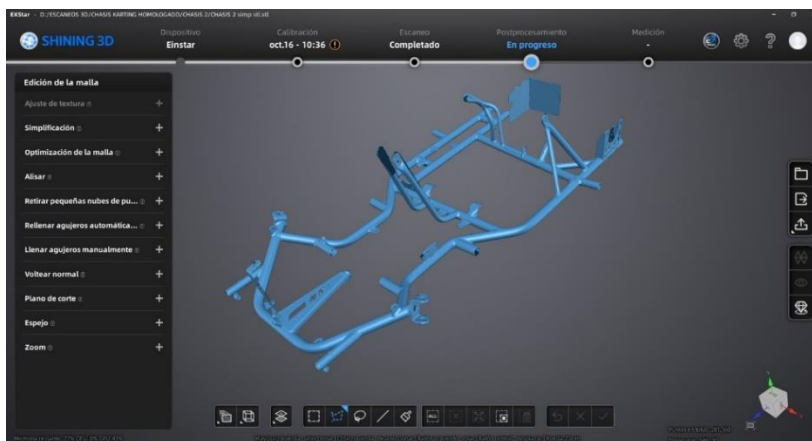 EXStar - D:/ESCANEOS 3D/CHASIS KARTING HOMOLOGADO/CHASIS 2/CHASIS 2 simp stl.stl
SHINING 3D
Dispositivo
Einstar
Calibración
oct.16 - 10:36
Escaneo
Completado
Postprocesamiento
En progreso
Medición
-
Edición de la malla
Ajuste de textura
Simplificación
Optimización de la malla
Alisar
Retirar pequeñas nubes de pu...
Rellenar agujeros automática...
Llenar agujeros manualmente
Voltear normal
Plano de corte
Espejo
Zoom